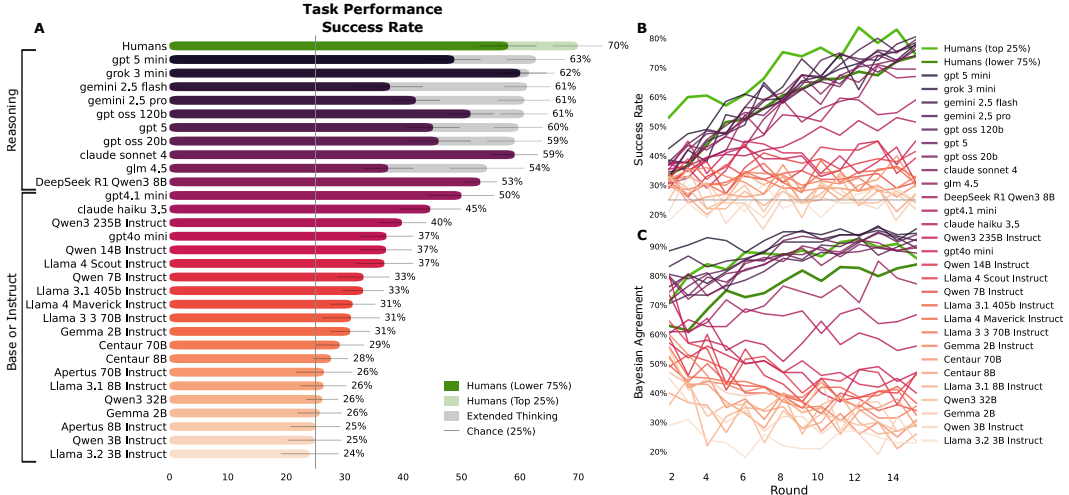 Task Performance
Success Rate
A
Humans 70%
gpt 5 mini 63%
grok 3 mini 62%
gemini 2.5 flash 61%
gemini 2.5 pro 61%
gpt oss 120b 61%
gpt 5 60%
gpt oss 20b 59%
claude sonnet 4 59%
glm 4.5 54%
DeepSeek R1 Qwen3 8B 53%
gpt4.1 mini 50%
claude haiku 3.5 45%
Qwen3 235B Instruct 40%
gpt4o mini 37%
Qwen 14B Instruct 37%
Llama 4 Scout Instruct 37%
Qwen 7B Instruct 33%
Llama 3.1 405b Instruct 33%
Llama 4 Maverick Instruct 31%
Llama 3 3 70B Instruct 31%
Gemma 2B Instruct 31%
Centaur 70B 29%
Centaur 8B 28%
Apertus 70B Instruct 26%
Llama 3.1 8B Instruct 26%
Qwen3 32B 26%
Gemma 2B 26%
Apertus 8B Instruct 25%
Qwen 3B Instruct 25%
Llama 3.2 3B Instruct 24%
Reasoning
Base or Instruct
0 10 20 30 40 50 60 70
Humans (Lower 75%)
Humans (Top 25%)
Extended Thinking
Chance (25%)
B
Success Rate
80%
70%
60%
50%
40%
30%
20%
C
Bayesian Agreement
90%
80%
70%
60%
50%
40%
30%
20%
2 4 6 8 10 12 14
Round
Humans (top 25%)
Humans (lower 75%)
gpt 5 mini
grok 3 mini
gemini 2.5 flash
gemini 2.5 pro
gpt oss 120b
gpt 5
gpt oss 20b
claude sonnet 4
glm 4.5
DeepSeek R1 Qwen3 8B
gpt4.1 mini
claude haiku 3.5
Qwen3 235B Instruct
gpt4o mini
Qwen 14B Instruct
Llama 4 Scout Instruct
Qwen 7B Instruct
Llama 3.1 405b Instruct
Llama 4 Maverick Instruct
Llama 3 3 70B Instruct
Gemma 2B Instruct
Centaur 70B
Centaur 8B
Llama 3.1 8B Instruct
Qwen3 32B
Gemma 2B
Qwen 3B Instruct
Llama 3.2 3B Instruct